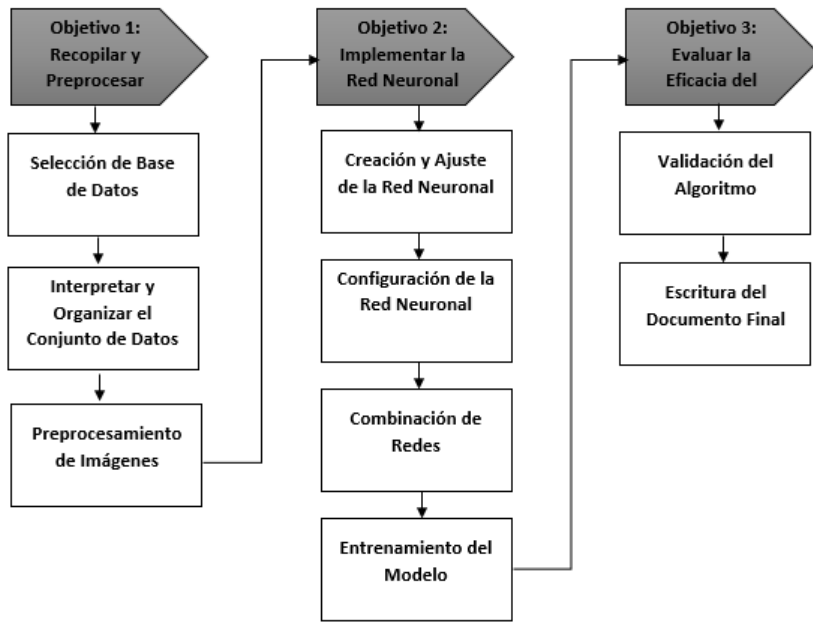 Objetivo 1:
Recopilar y
Preprocesar
Selección de Base
de Datos
Interpretar y
Organizar el
Conjunto de Datos
Preprocesamiento
de Imágenes
Objetivo 2:
Implementar la
Red Neuronal
Creación y Ajuste
de la Red Neuronal
Configuración de la
Red Neuronal
Combinación de
Redes
Entrenamiento del
Modelo
Objetivo 3:
Evaluar la
Eficacia del
Validación del
Algoritmo
Escritura del
Documento Final